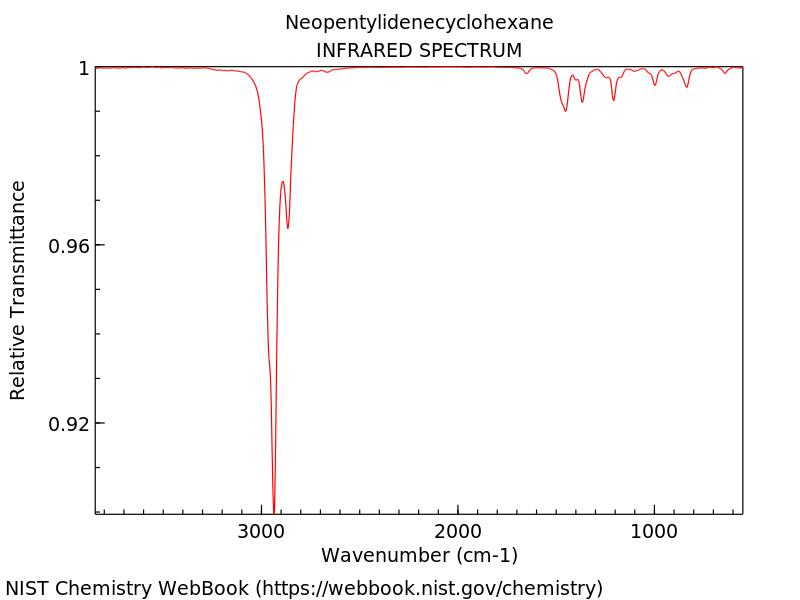 Neopentylidenecyclohexane
INFRARED SPECTRUM
1
0.96
0.92
Relative Transmittance
3000 2000 1000
Wavenumber (cm-1)
NIST Chemistry WebBook (https://webbook.nist.gov/chemistry)